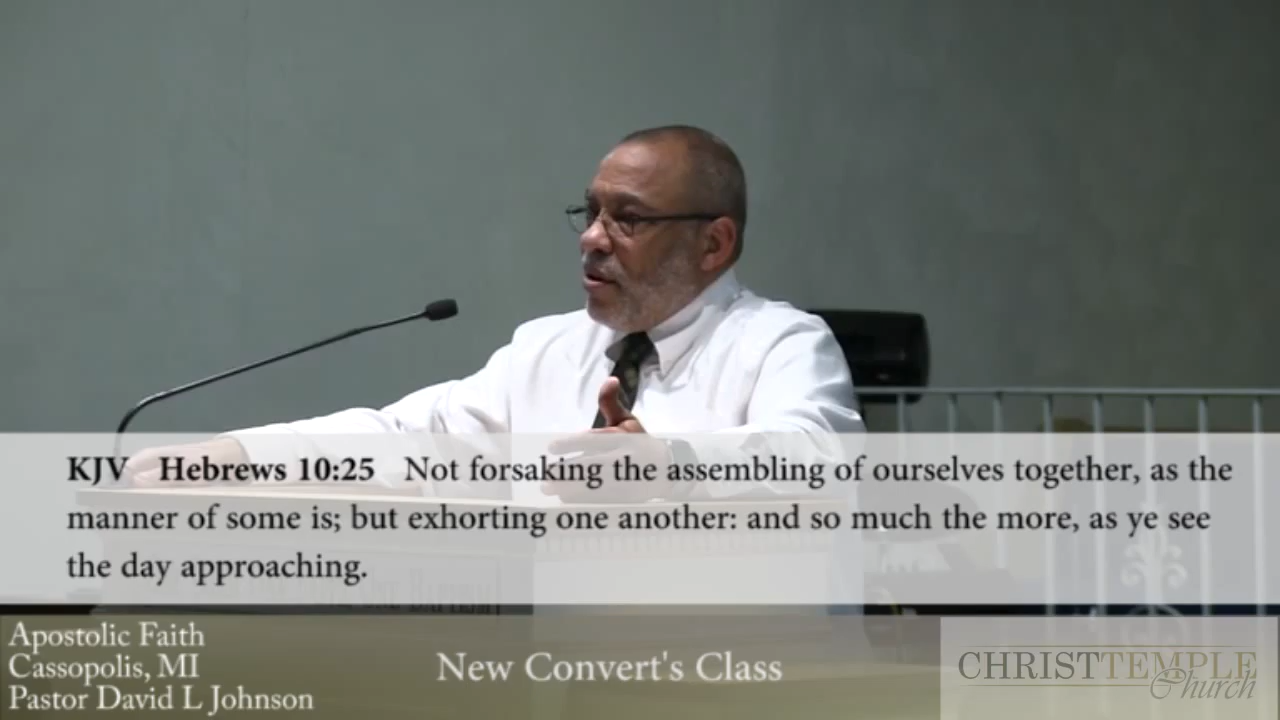 KJV Hebrews 10:25 Not forsaking the assembling of ourselves together, as the
manner of some is; but exhorting one another: and so much the more, as ye see
the day approaching.
Apostolic Faith
Cassopolis, MI
Pastor David L Johnson
New Convert's Class
CHRISTTEMPLE
Church